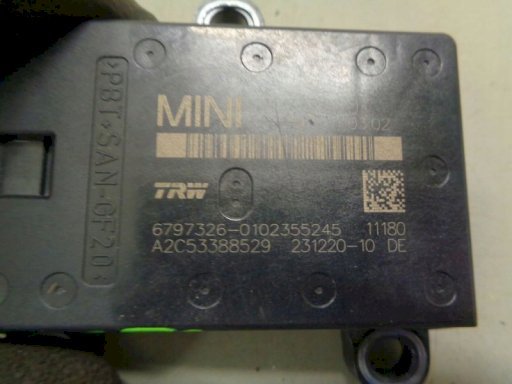 MINI
TRW
6797326-0102355245 11180
A2C53388529 231220-10 DE
>PBT+SAN-GF20<